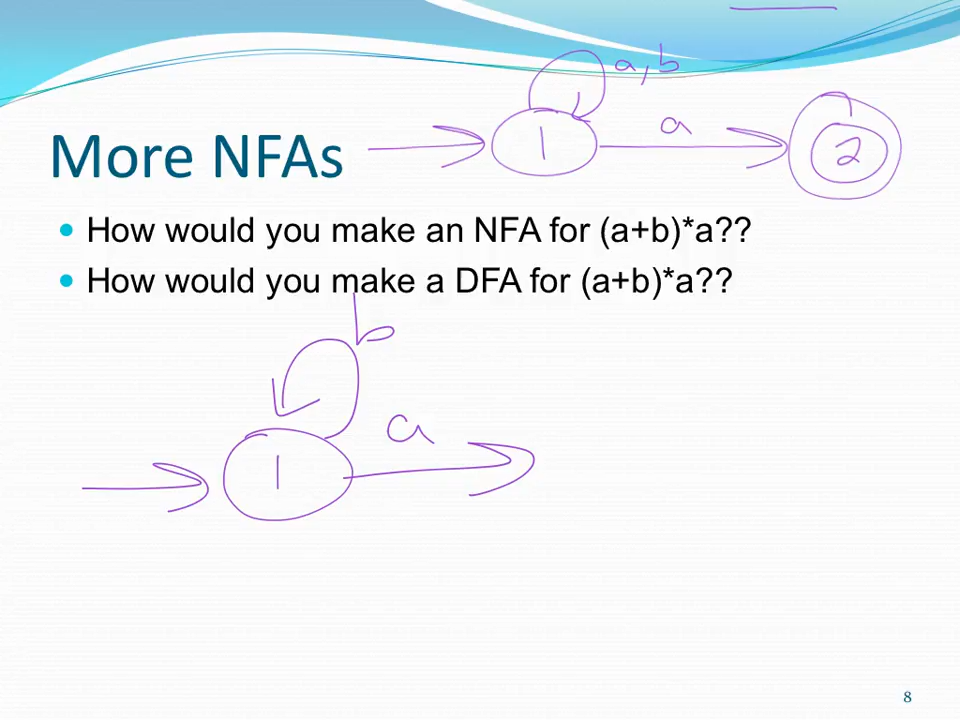 a, b
a
1
2
More NFAs
How would you make an NFA for (a+b)*a??
How would you make a DFA for (a+b)*a??
b
a
1
8